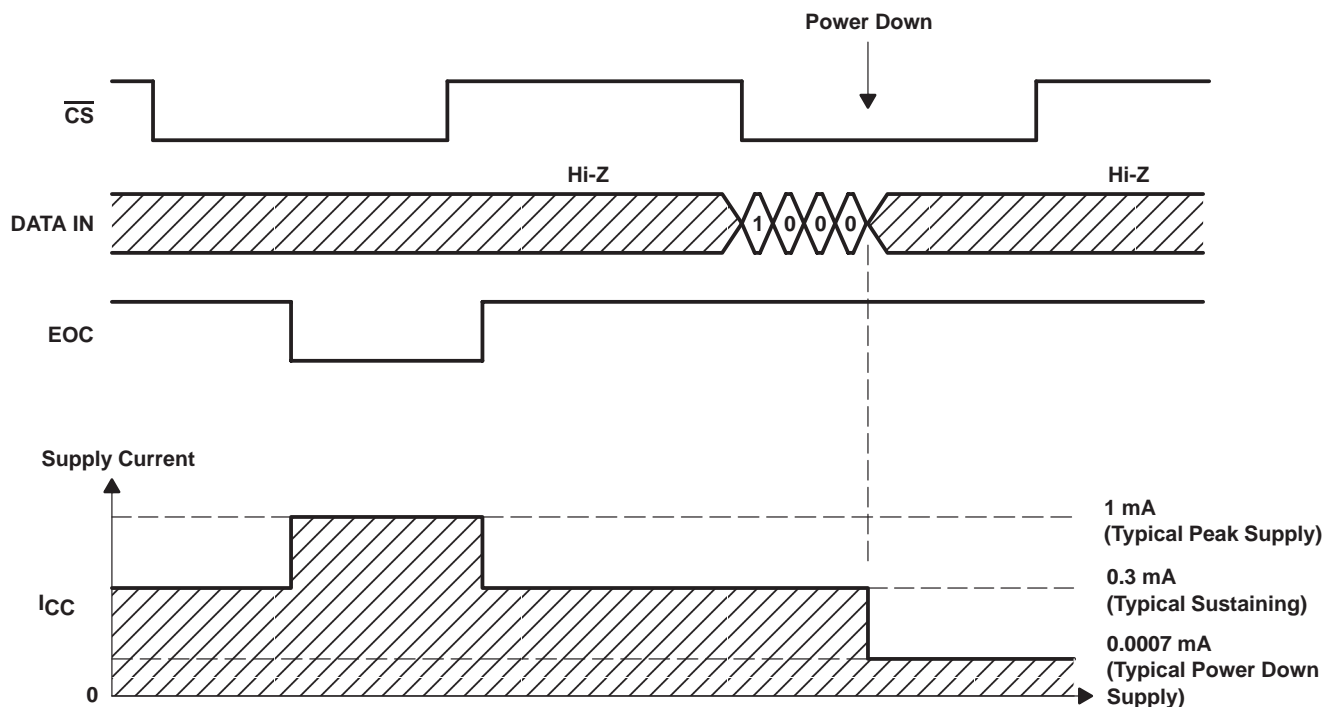 Power Down
CS
Hi-Z
Hi-Z
DATA IN
1 0 0 0
EOC
Supply Current
1 mA
(Typical Peak Supply)
0.3 mA
(Typical Sustaining)
ICC
0.0007 mA
(Typical Power Down
Supply)
0